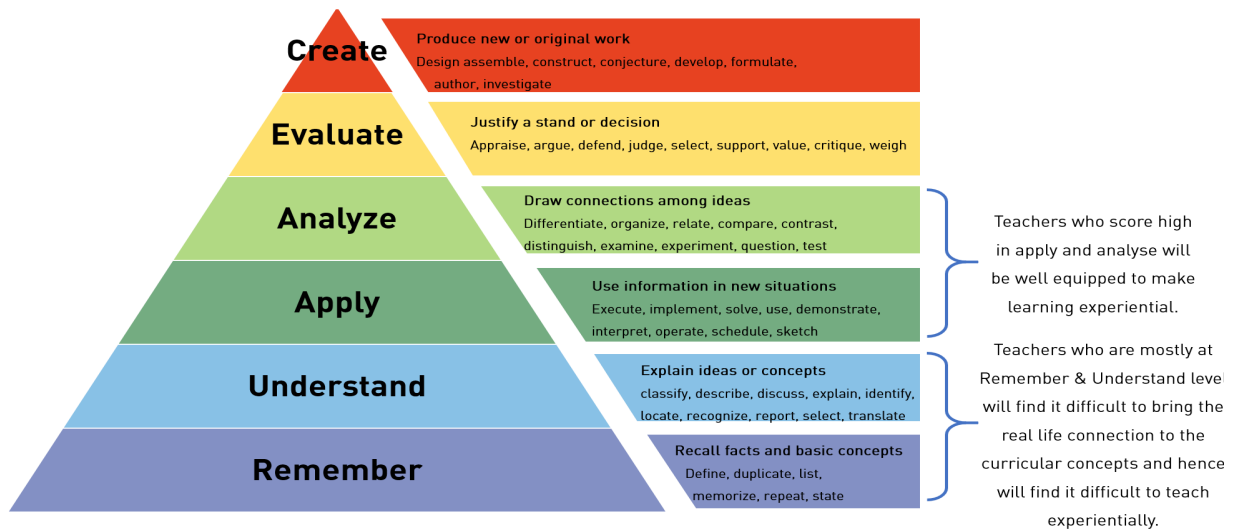 Create
Produce new or original work
Design assemble, construct, conjecture, develop, formulate,
author, investigate
Evaluate
Justify a stand or decision
Appraise, argue, defend, judge, select, support, value, critique, weigh
Analyze
Draw connections among ideas
Differentiate, organize, relate, compare, contrast,
distinguish, examine, experiment, question, test
Apply
Use information in new situations
Execute, implement, solve, use, demonstrate,
interpret, operate, schedule, sketch
Teachers who score high
in apply and analyse will
be well equipped to make
learning experiential.
Understand
Explain ideas or concepts
classify, describe, discuss, explain, identify,
locate, recognize, report, select, translate
Remember
Recall facts and basic concepts
Define, duplicate, list,
memorize, repeat, state
Teachers who are mostly at
Remember & Understand level
will find it difficult to bring the
real life connection to the
curricular concepts and hence
will find it difficult to teach
experientially.